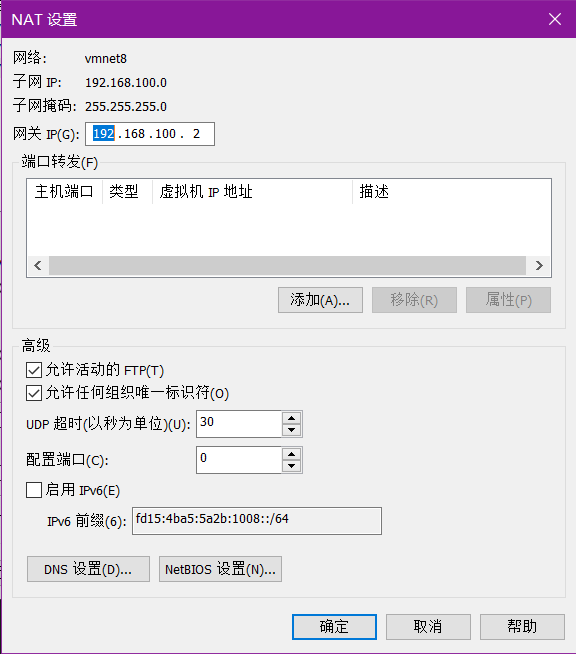 NAT 设置
网络: vmnet8
子网 IP: 192.168.100.0
子网掩码: 255.255.255.0
网关 IP(G): 192 . 168 . 100 . 2
端口转发(F)
主机端口 类型 虚拟机 IP 地址 描述
添加(A)... 移除(R) 属性(P)
高级
允许活动的 FTP(T)
允许任何组织唯一标识符(O)
UDP 超时(以秒为单位)(U): 30
配置端口(C): 0
启用 IPv6(E)
IPv6 前缀(6): fd15:4ba5:5a2b:1008::/64
DNS 设置(D)... NetBIOS 设置(N)...
确定 取消 帮助